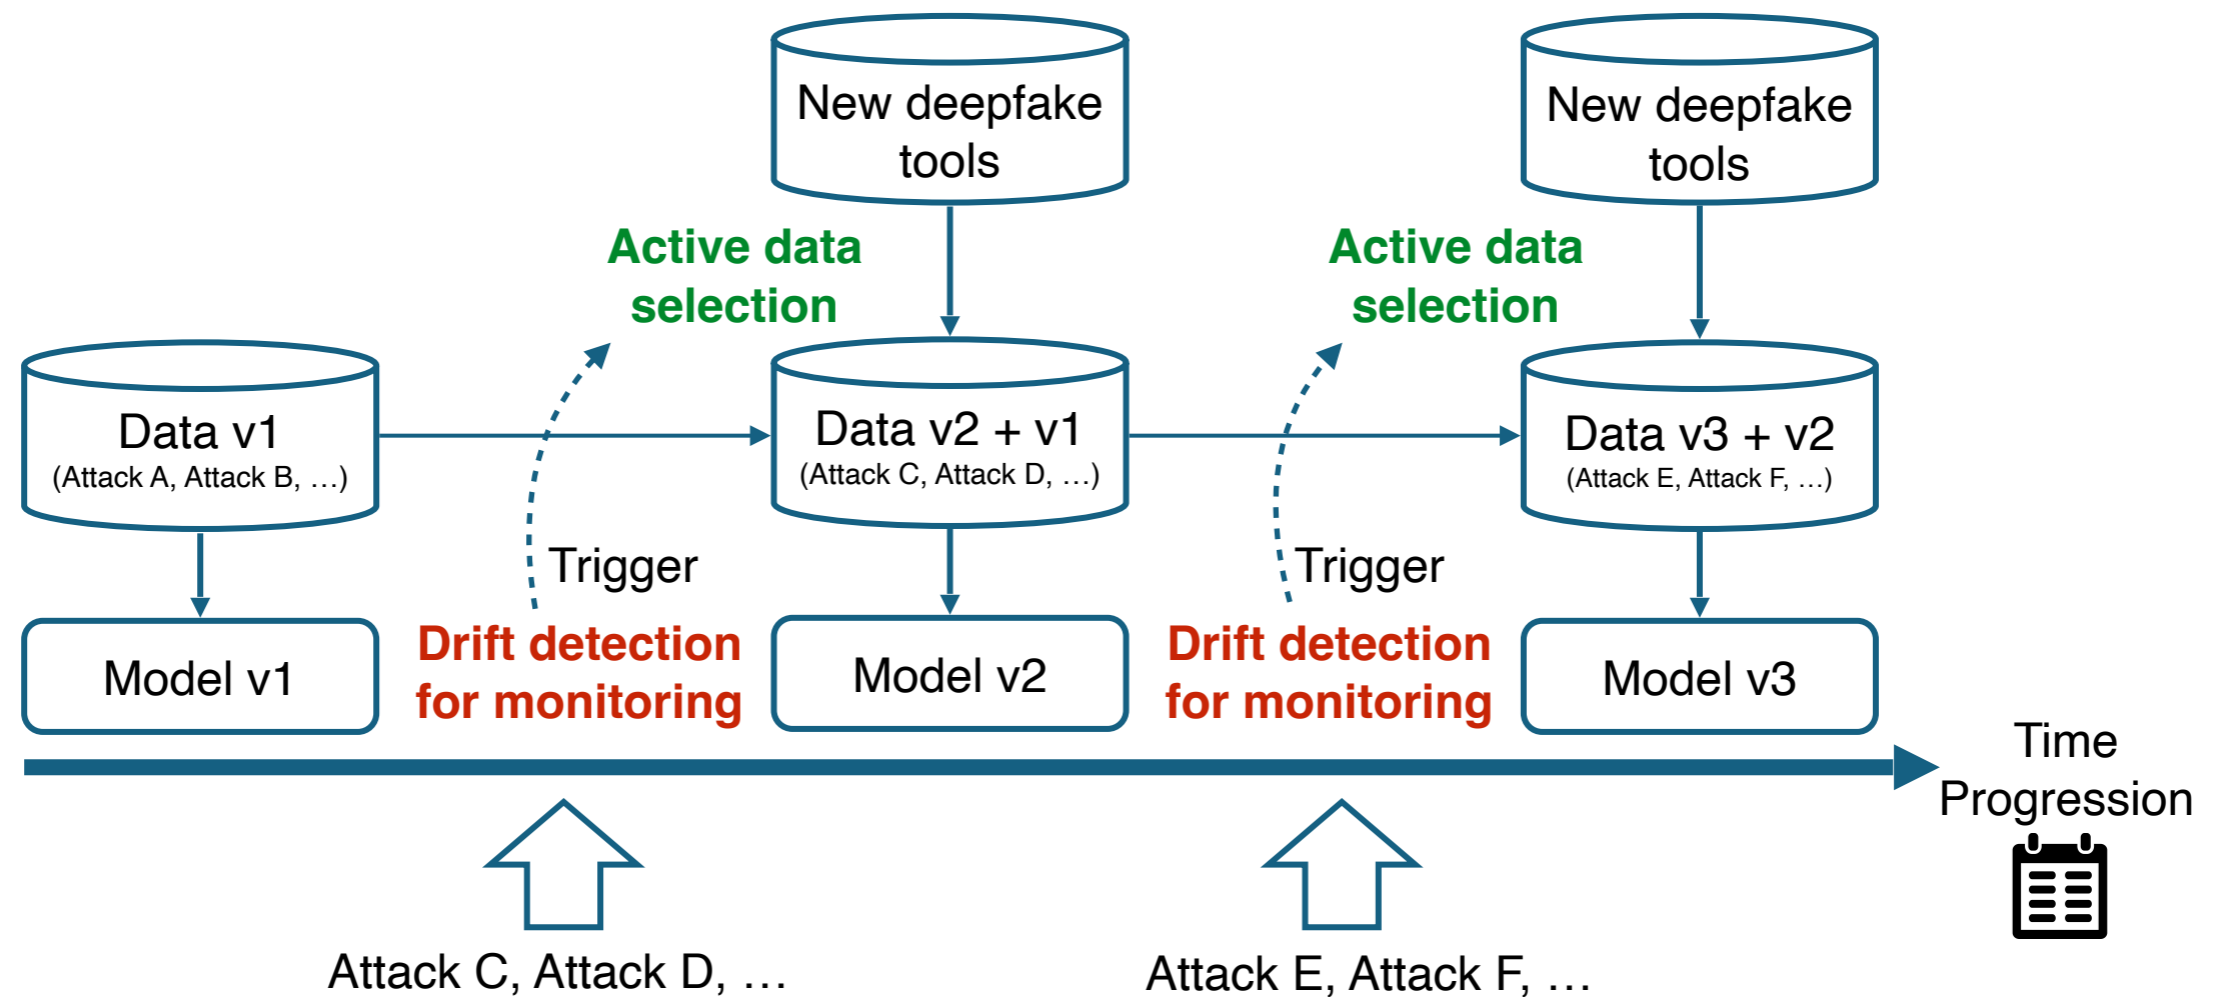 New deepfake
tools
New deepfake
tools
Active data
selection
Active data
selection
Data v1
(Attack A, Attack B, …)
Data v2 + v1
(Attack C, Attack D, …)
Data v3 + v2
(Attack E, Attack F, …)
Trigger
Trigger
Model v1
Drift detection
for monitoring
Model v2
Drift detection
for monitoring
Model v3
Time
Progression
Attack C, Attack D, …
Attack E, Attack F, …